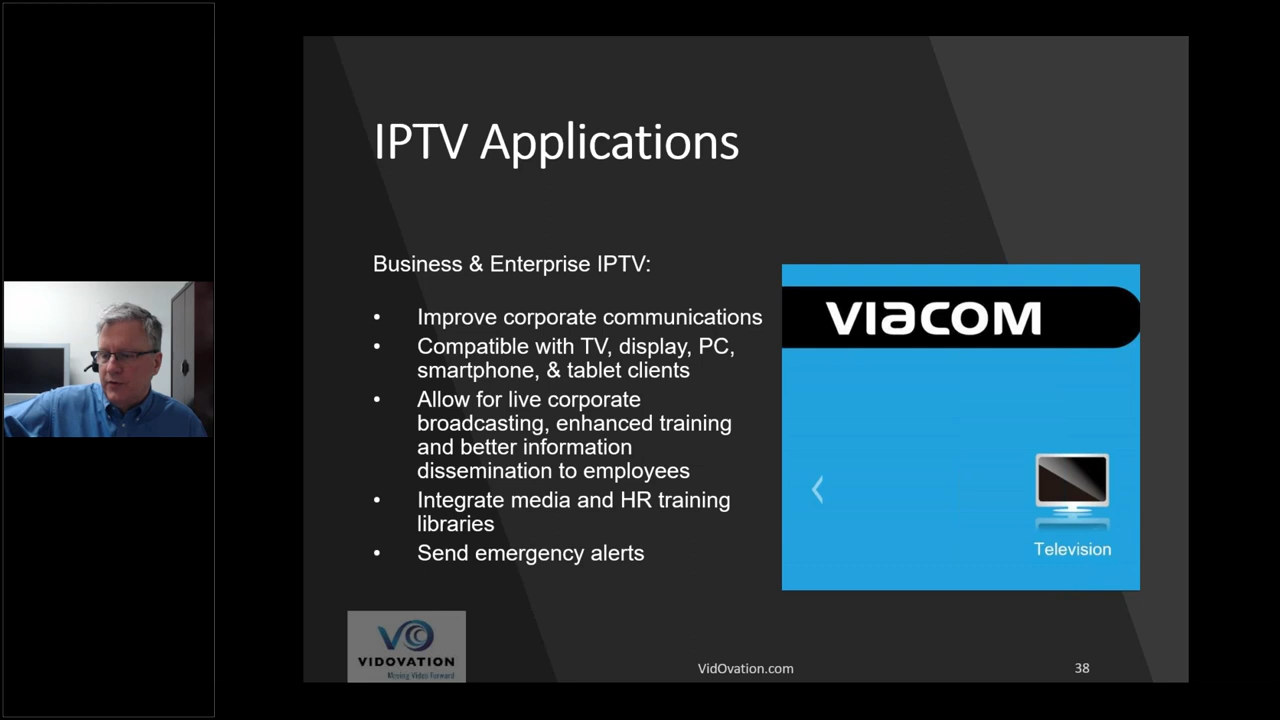 IPTV Applications
Business & Enterprise IPTV:
• Improve corporate communications
• Compatible with TV, display, PC,
smartphone, & tablet clients
• Allow for live corporate
broadcasting, enhanced training
and better information
dissemination to employees
• Integrate media and HR training
libraries
• Send emergency alerts
VIACOM
Television
VIDOVATION
Moving Video Forward
VidOvation.com
38